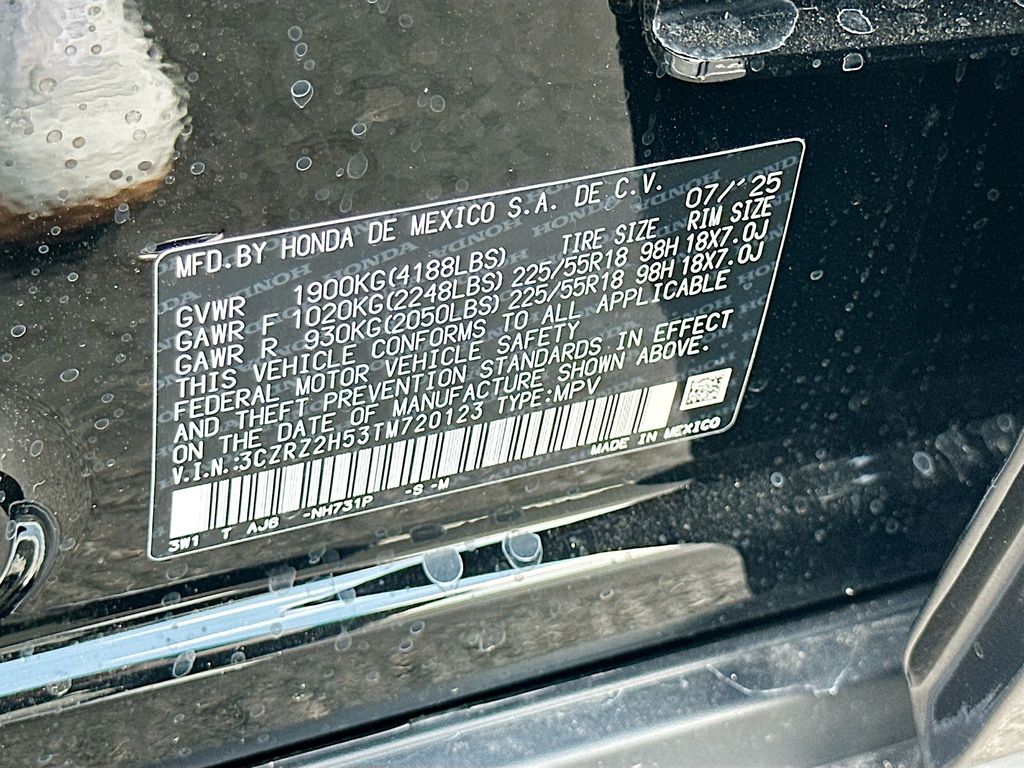 MFD.BY HONDA DE MEXICO S.A. DE C.V. 07/'25
GVWR 1900KG(4188LBS) TIRE SIZE RIM SIZE
GAWR F 1020KG(2248LBS) 225/55R18 98H 18X7.0J
GAWR R 930KG(2050LBS) 225/55R18 98H 18X7.0J
THIS VEHICLE CONFORMS TO ALL APPLICABLE
FEDERAL MOTOR VEHICLE SAFETY
AND THEFT PREVENTION STANDARDS IN EFFECT
ON THE DATE OF MANUFACTURE SHOWN ABOVE.
V.I.N.:3CZRZ2H53TM720123 TYPE:MPV
MADE IN MEXICO
3W1 T AJB -NH731P -S -M